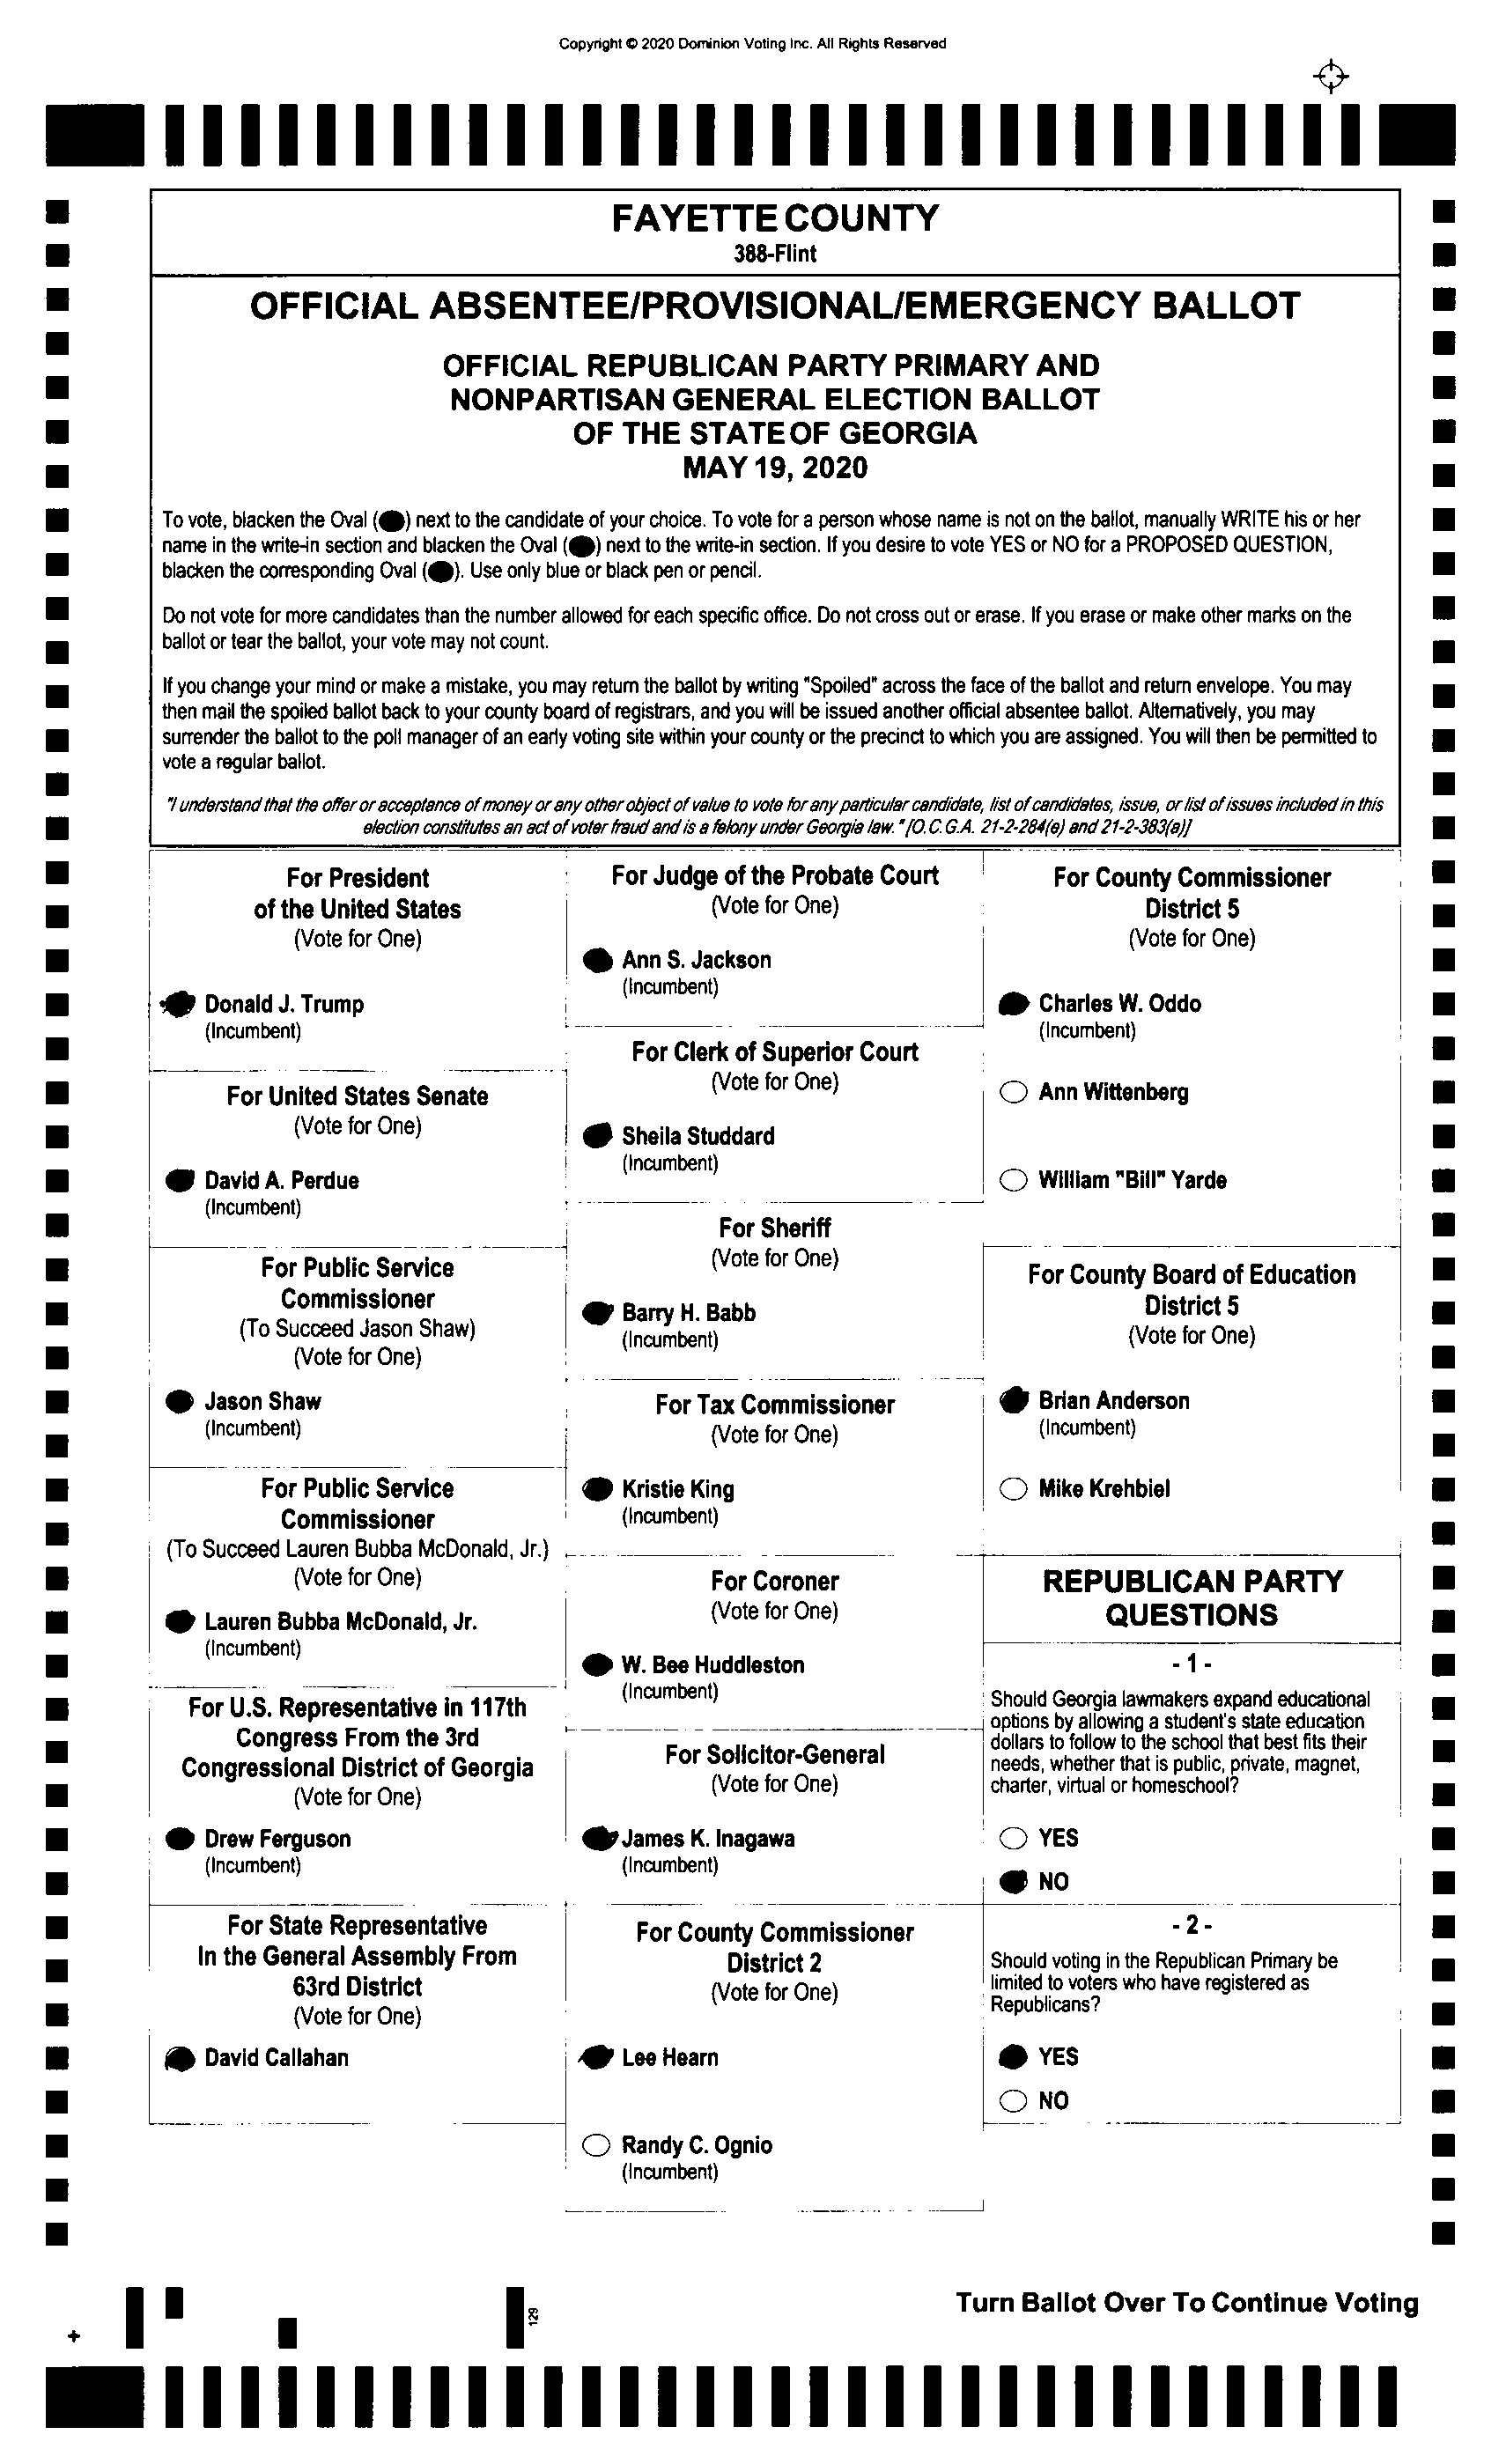 Copyright © 2020 Dominion Voting Inc. All Rights Reserved
FAYETTE COUNTY
388-Flint
OFFICIAL ABSENTEE/PROVISIONAL/EMERGENCY BALLOT
OFFICIAL REPUBLICAN PARTY PRIMARY AND
NONPARTISAN GENERAL ELECTION BALLOT
OF THE STATE OF GEORGIA
MAY 19, 2020
To vote, blacken the Oval (⬤) next to the candidate of your choice. To vote for a person whose name is not on the ballot, manually WRITE his or her
name in the write-in section and blacken the Oval (⬤) next to the write-in section. If you desire to vote YES or NO for a PROPOSED QUESTION,
blacken the corresponding Oval (⬤). Use only blue or black pen or pencil.
Do not vote for more candidates than the number allowed for each specific office. Do not cross out or erase. If you erase or make other marks on the
ballot or tear the ballot, your vote may not count.
If you change your mind or make a mistake, you may return the ballot by writing "Spoiled" across the face of the ballot and return envelope. You may
then mail the spoiled ballot back to your county board of registrars, and you will be issued another official absentee ballot. Alternatively, you may
surrender the ballot to the poll manager of an early voting site within your county or the precinct to which you are assigned. You will then be permitted to
vote a regular ballot.
"I understand that the offer or acceptance of money or any other object of value to vote for any particular candidate, list of candidates, issue, or list of issues included in this
election constitutes an act of voter fraud and is a felony under Georgia law." [O.C.G.A. 21-2-284(e) and 21-2-383(a)]
For President
of the United States
(Vote for One)
Donald J. Trump
(Incumbent)
For United States Senate
(Vote for One)
David A. Perdue
(Incumbent)
For Public Service
Commissioner
(To Succeed Jason Shaw)
(Vote for One)
Jason Shaw
(Incumbent)
For Public Service
Commissioner
(To Succeed Lauren Bubba McDonald, Jr.)
(Vote for One)
Lauren Bubba McDonald, Jr.
(Incumbent)
For U.S. Representative in 117th
Congress From the 3rd
Congressional District of Georgia
(Vote for One)
Drew Ferguson
(Incumbent)
For State Representative
In the General Assembly From
63rd District
(Vote for One)
David Callahan
For Judge of the Probate Court
(Vote for One)
Ann S. Jackson
(Incumbent)
For Clerk of Superior Court
(Vote for One)
Sheila Studdard
(Incumbent)
For Sheriff
(Vote for One)
Barry H. Babb
(Incumbent)
For Tax Commissioner
(Vote for One)
Kristie King
(Incumbent)
For Coroner
(Vote for One)
W. Bee Huddleston
(Incumbent)
For Solicitor-General
(Vote for One)
James K. Inagawa
(Incumbent)
For County Commissioner
District 2
(Vote for One)
Lee Hearn
Randy C. Ognio
(Incumbent)
For County Commissioner
District 5
(Vote for One)
Charles W. Oddo
(Incumbent)
Ann Wittenberg
William "Bill" Yarde
For County Board of Education
District 5
(Vote for One)
Brian Anderson
(Incumbent)
Mike Krehbiel
REPUBLICAN PARTY
QUESTIONS
- 1 -
Should Georgia lawmakers expand educational
options by allowing a student's state education
dollars to follow to the school that best fits their
needs, whether that is public, private, magnet,
charter, virtual or homeschool?
YES
NO
- 2 -
Should voting in the Republican Primary be
limited to voters who have registered as
Republicans?
YES
NO
129
Turn Ballot Over To Continue Voting